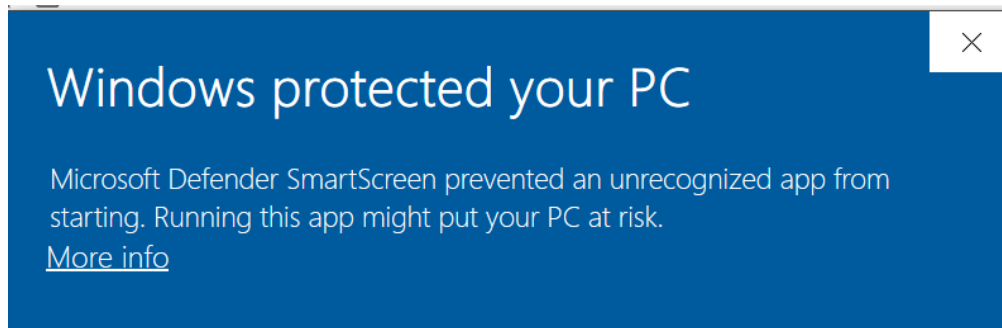 Windows protected your PC
Microsoft Defender SmartScreen prevented an unrecognized app from
starting. Running this app might put your PC at risk.
More info